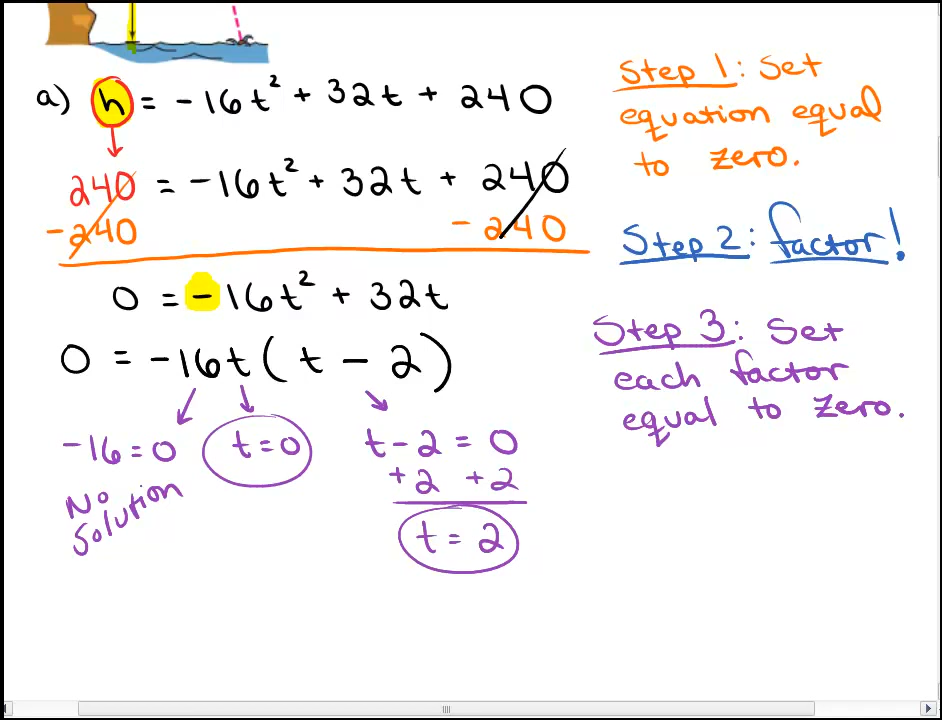 a) h = -16t² + 32t + 240
240 = -16t² + 32t + 240
-240 - 240
0 = -16t² + 32t
0 = -16t ( t - 2 )
-16 = 0 t = 0 t - 2 = 0
+2 +2
No
Solution
t = 2
Step 1: Set
equation equal
to zero.
Step 2: factor!
Step 3: Set
each factor
equal to zero.